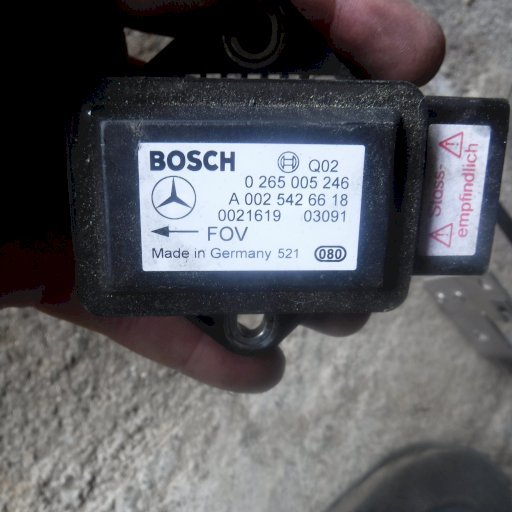 BOSCH Q02
0 265 005 246
A 002 542 66 18
0021619 03091
FOV
Made in Germany 521 080
Stoss-
empfindlich